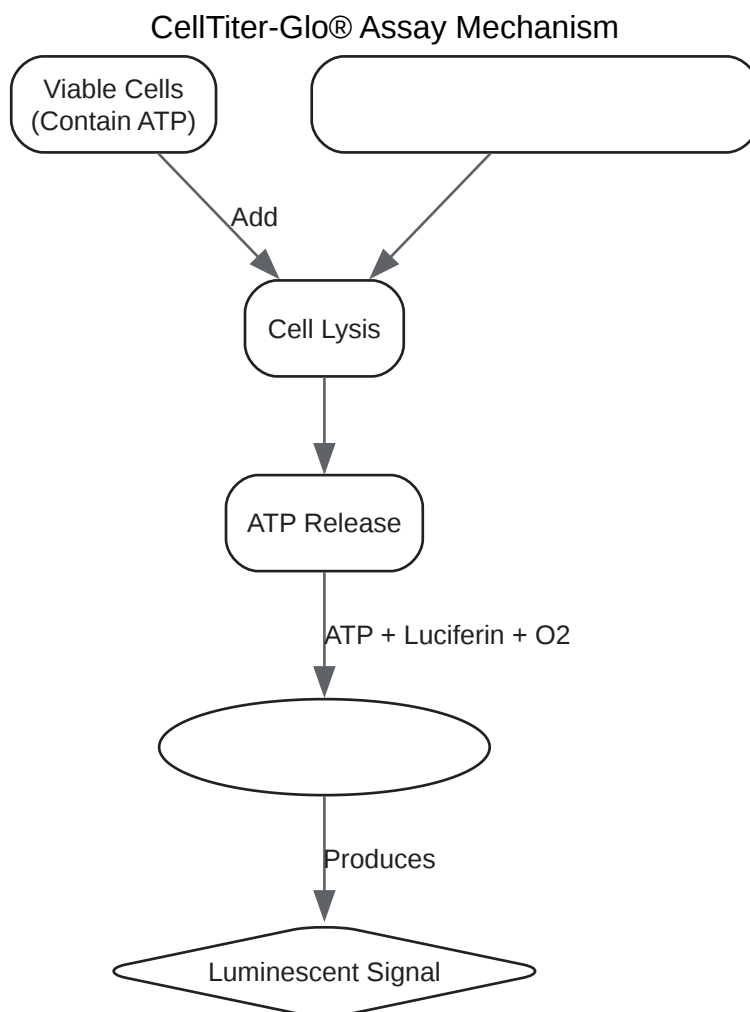 CellTiter-Glo® Assay Mechanism
Viable Cells
(Contain ATP)
Add
Cell Lysis
ATP Release
ATP + Luciferin + O2
Produces
Luminescent Signal